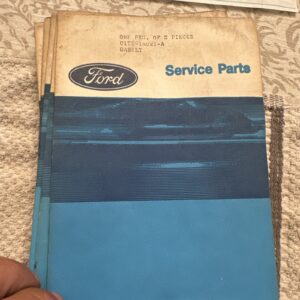 ONE PKG. OF 5 PIECES
GASKET
Ford
Service Parts